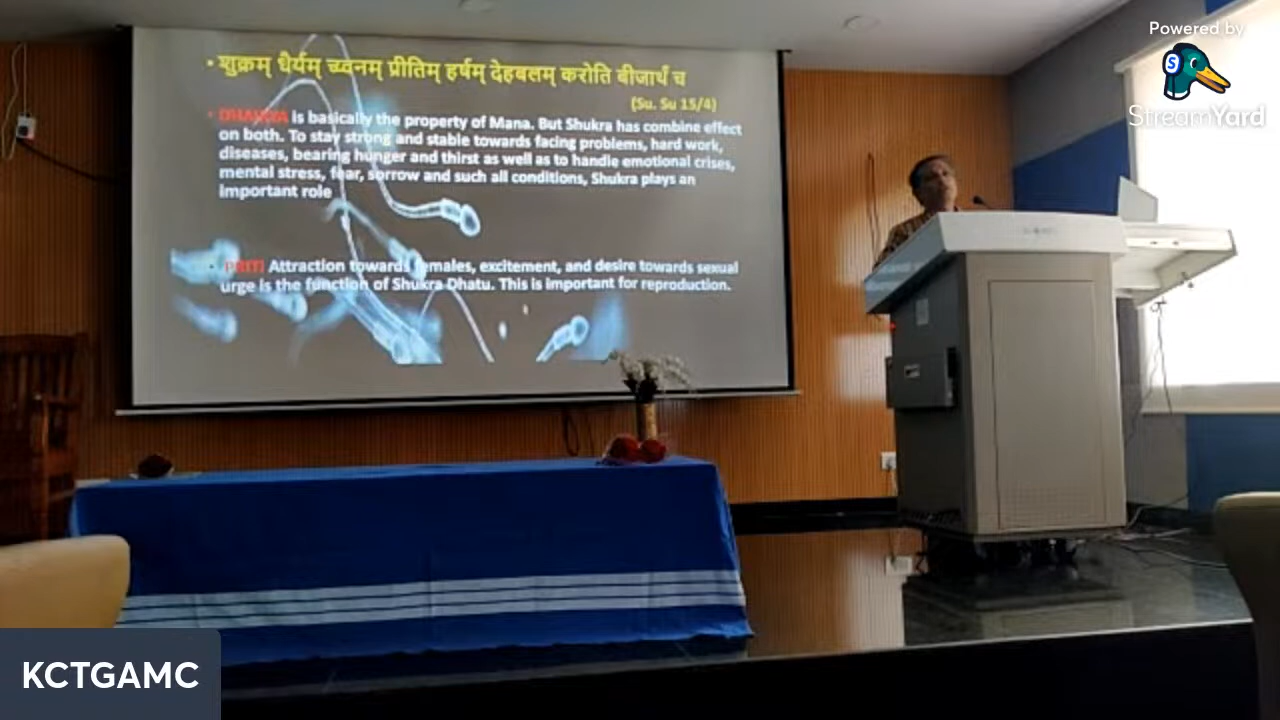 Powered by
StreamYard
• शुक्रम् धैर्यम् च्यवनम् प्रीतिम् हर्षम् देहबलम् करोति बीजार्थं च
(Su. Su 15/4)
• DHAIRYA is basically the property of Mana. But Shukra has combine effect
on both. To stay strong and stable towards facing problems, hard work,
diseases, bearing hunger and thirst as well as to handle emotional crises,
mental stress, fear, sorrow and such all conditions, Shukra plays an
important role
• PRITI Attraction towards females, excitement, and desire towards sexual
urge is the function of Shukra Dhatu. This is important for reproduction.
KCTGAMC